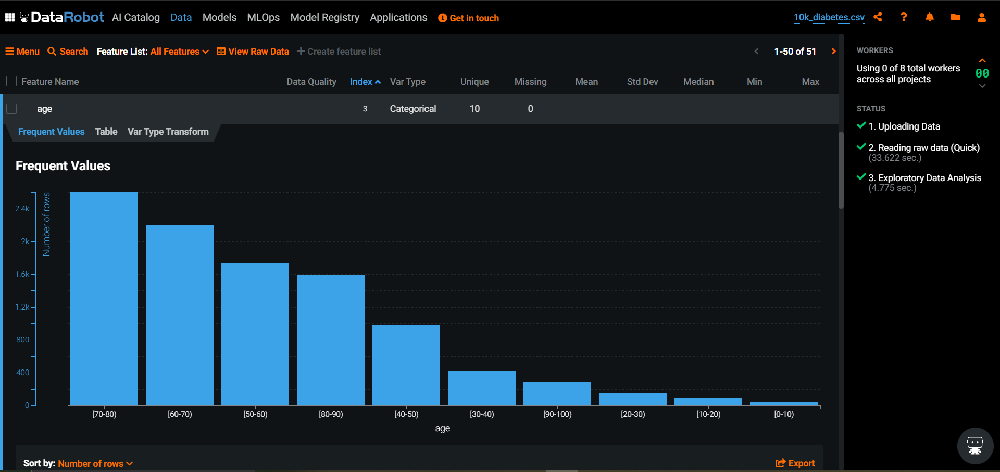 DataRobot AI Catalog Data Models MLOps Model Registry Applications Get in touch 10k_diabetes.csv
Menu Search Feature List: All Features View Raw Data Create feature list 1-50 of 51
Feature Name Data Quality Index Var Type Unique Missing Mean Std Dev Median Min Max
age 3 Categorical 10 0
Frequent Values Table Var Type Transform
Frequent Values
Number of rows
2.4k
2k
1.6k
1.2k
800
400
0
[70-80) [60-70) [50-60) [80-90) [40-50) [30-40) [90-100) [20-30) [10-20) [0-10)
age
Sort by: Number of rows Export
WORKERS
Using 0 of 8 total workers
across all projects
00
STATUS
1. Uploading Data
2. Reading raw data (Quick)
(33.622 sec.)
3. Exploratory Data Analysis
(4.775 sec.)